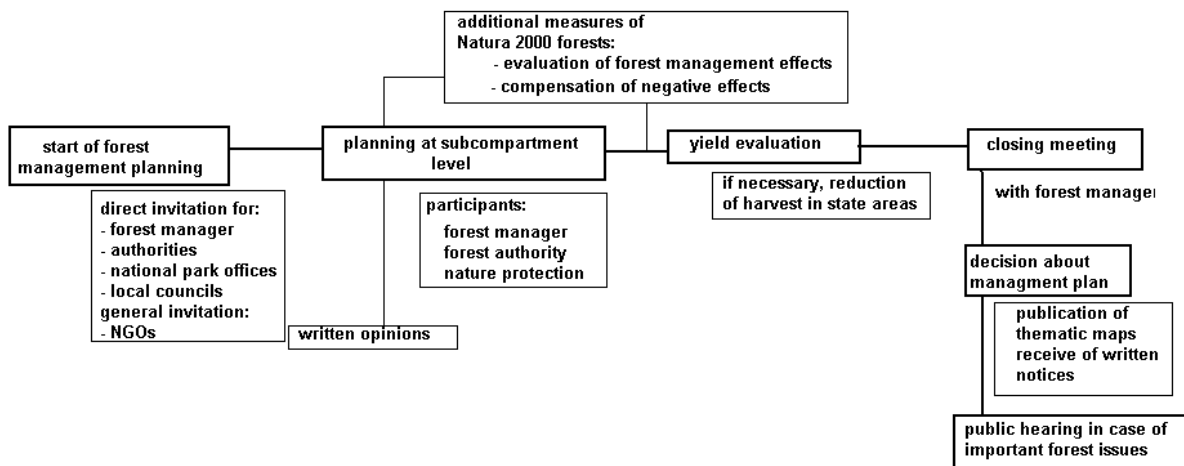 additional measures of
Natura 2000 forests:
- evaluation of forest management effects
- compensation of negative effects
start of forest
management planning
planning at subcompartment
level
yield evaluation
closing meeting
direct invitation for:
- forest manager
- authorities
- national park offices
- local councils
general invitation:
- NGOs
written opinions
participants:
forest manager
forest authority
nature protection
if necessary, reduction
of harvest in state areas
with forest manager
decision about
managment plan
publication of
thematic maps
receive of written
notices
public hearing in case of
important forest issues